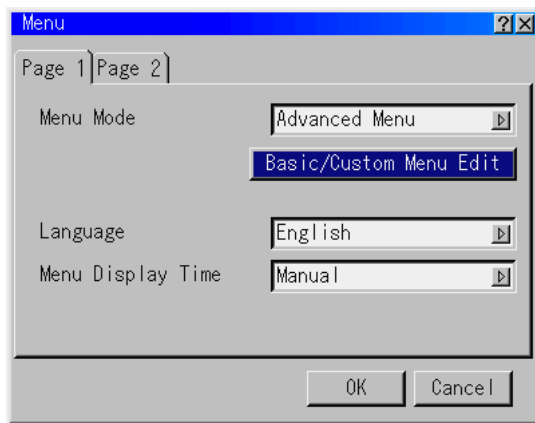 Menu
Page 1 Page 2
Menu Mode Advanced Menu
Basic/Custom Menu Edit
Language English
Menu Display Time Manual
OK Cancel